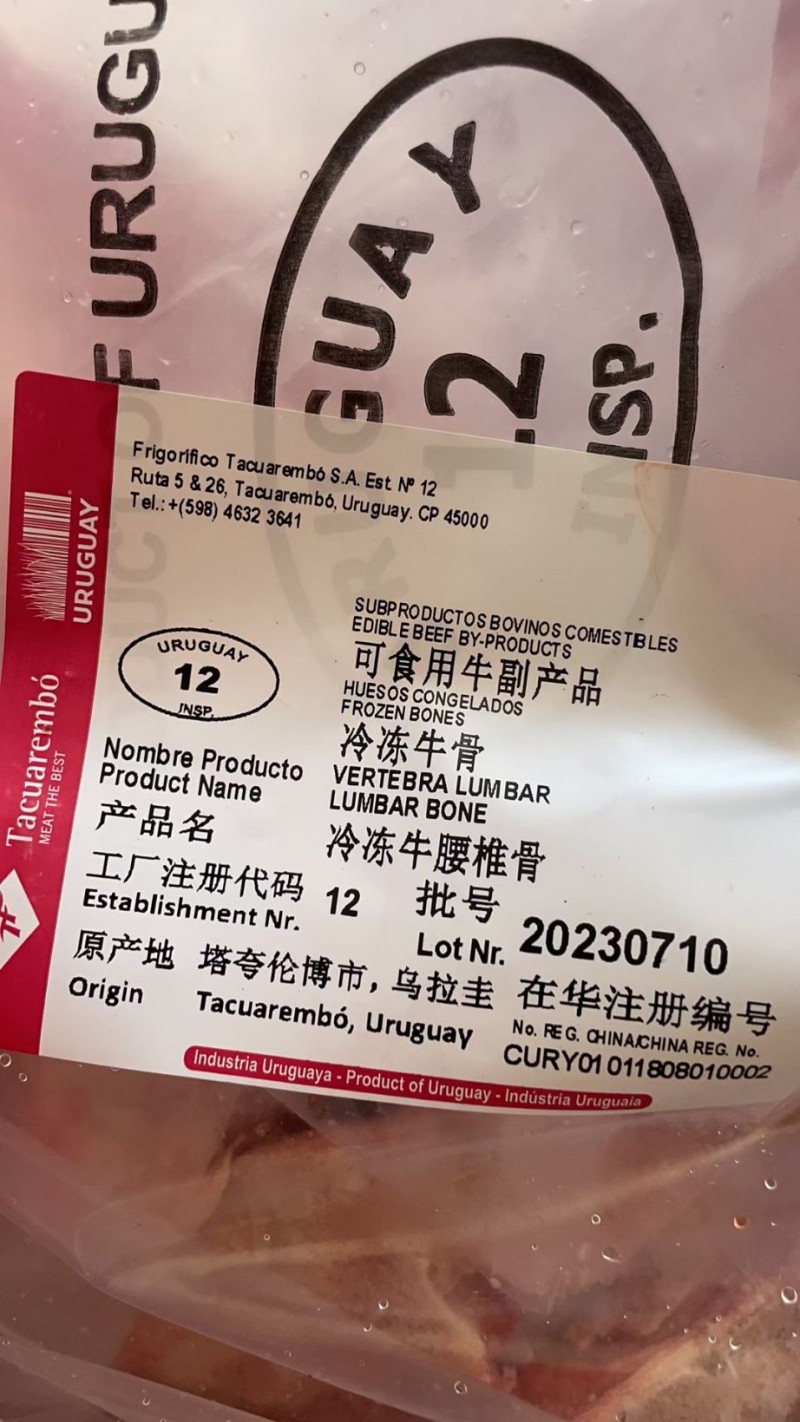 OF URUGU
URUGUAY
12
INSP.
Frigorífico Tacuarembó S.A. Est. Nº 12
Ruta 5 & 26, Tacuarembó, Uruguay. CP 45000
Tel.: +(598) 4632 3641
URUGUAY
Tacuarembó
MEAT THE BEST
URUGUAY
12
INSP.
SUBPRODUCTOS BOVINOS COMESTIBLES
EDIBLE BEEF BY-PRODUCTS
可食用牛副产品
HUESOS CONGELADOS
FROZEN BONES
冷冻牛骨
Nombre Producto
Product Name
产品名
VERTEBRA LUMBAR
LUMBAR BONE
冷冻牛腰椎骨
工厂注册代码 12
Establishment Nr.
批号
Lot Nr. 20230710
原产地 塔夸伦博市，乌拉圭
Origin Tacuarembó, Uruguay
在华注册编号
No. REG. CHINA/CHINA REG. No.
CURY01011808010002
Industria Uruguaya - Product of Uruguay - Indústria Uruguaia